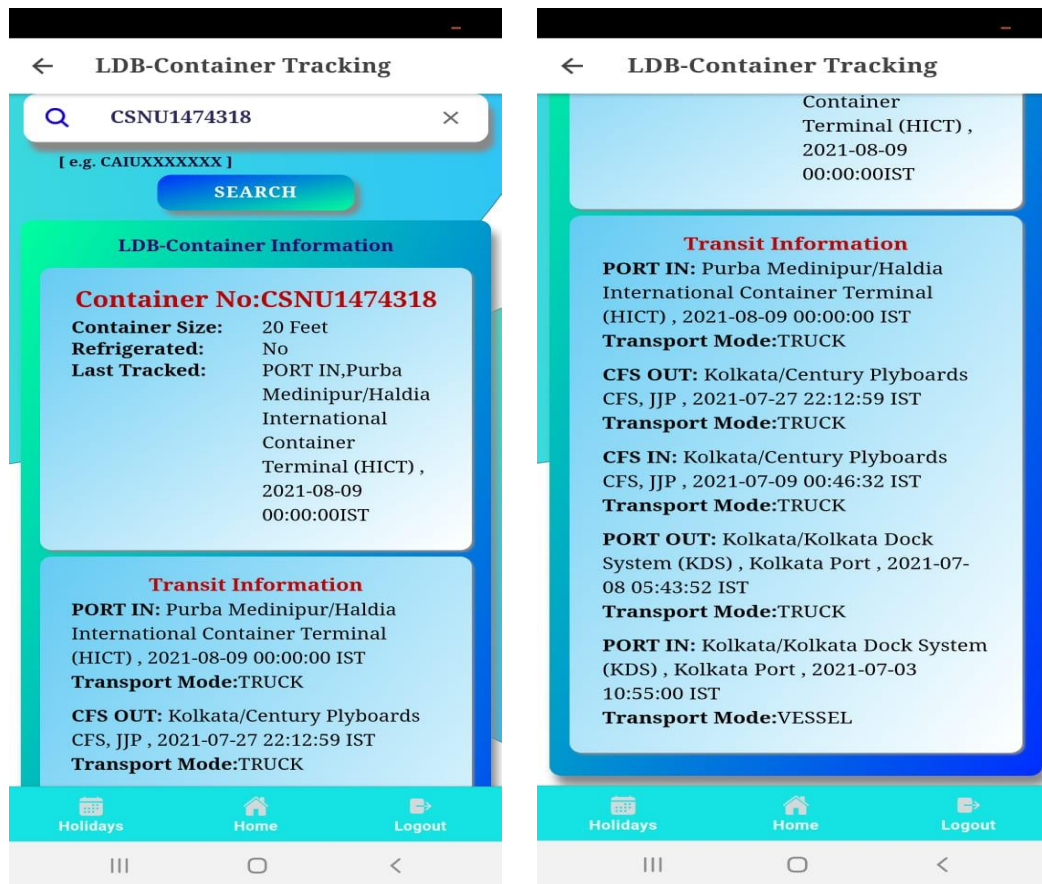 LDB-Container Tracking
CSNU1474318
[ e.g. CAIUXXXXXXX ]
SEARCH
LDB-Container Information
Container No:CSNU1474318
Container Size: 20 Feet
Refrigerated: No
Last Tracked: PORT IN,Purba
Medinipur/Haldia
International
Container
Terminal (HICT) ,
2021-08-09
00:00:00IST
Transit Information
PORT IN: Purba Medinipur/Haldia
International Container Terminal
(HICT) , 2021-08-09 00:00:00 IST
Transport Mode:TRUCK
CFS OUT: Kolkata/Century Plyboards
CFS, JJP , 2021-07-27 22:12:59 IST
Transport Mode:TRUCK
Holidays Home Logout
LDB-Container Tracking
Container
Terminal (HICT) ,
2021-08-09
00:00:00IST
Transit Information
PORT IN: Purba Medinipur/Haldia
International Container Terminal
(HICT) , 2021-08-09 00:00:00 IST
Transport Mode:TRUCK
CFS OUT: Kolkata/Century Plyboards
CFS, JJP , 2021-07-27 22:12:59 IST
Transport Mode:TRUCK
CFS IN: Kolkata/Century Plyboards
CFS, JJP , 2021-07-09 00:46:32 IST
Transport Mode:TRUCK
PORT OUT: Kolkata/Kolkata Dock
System (KDS) , Kolkata Port , 2021-07-
08 05:43:52 IST
Transport Mode:TRUCK
PORT IN: Kolkata/Kolkata Dock System
(KDS) , Kolkata Port , 2021-07-03
10:55:00 IST
Transport Mode:VESSEL
Holidays Home Logout